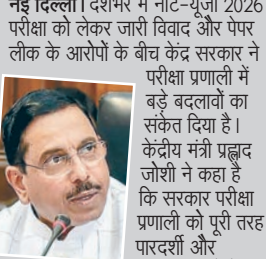 नई दिल्ली। देशभर में नीट-यूजी 2026
परीक्षा को लेकर जारी विवाद और पेपर
लीक के आरोपों के बीच केंद्र सरकार ने
परीक्षा प्रणाली में
बड़े बदलावों का
संकेत दिया है।
केंद्रीय मंत्री प्रह्लाद
जोशी ने कहा है
कि सरकार परीक्षा
प्रणाली को पूरी तरह
पारदर्शी और